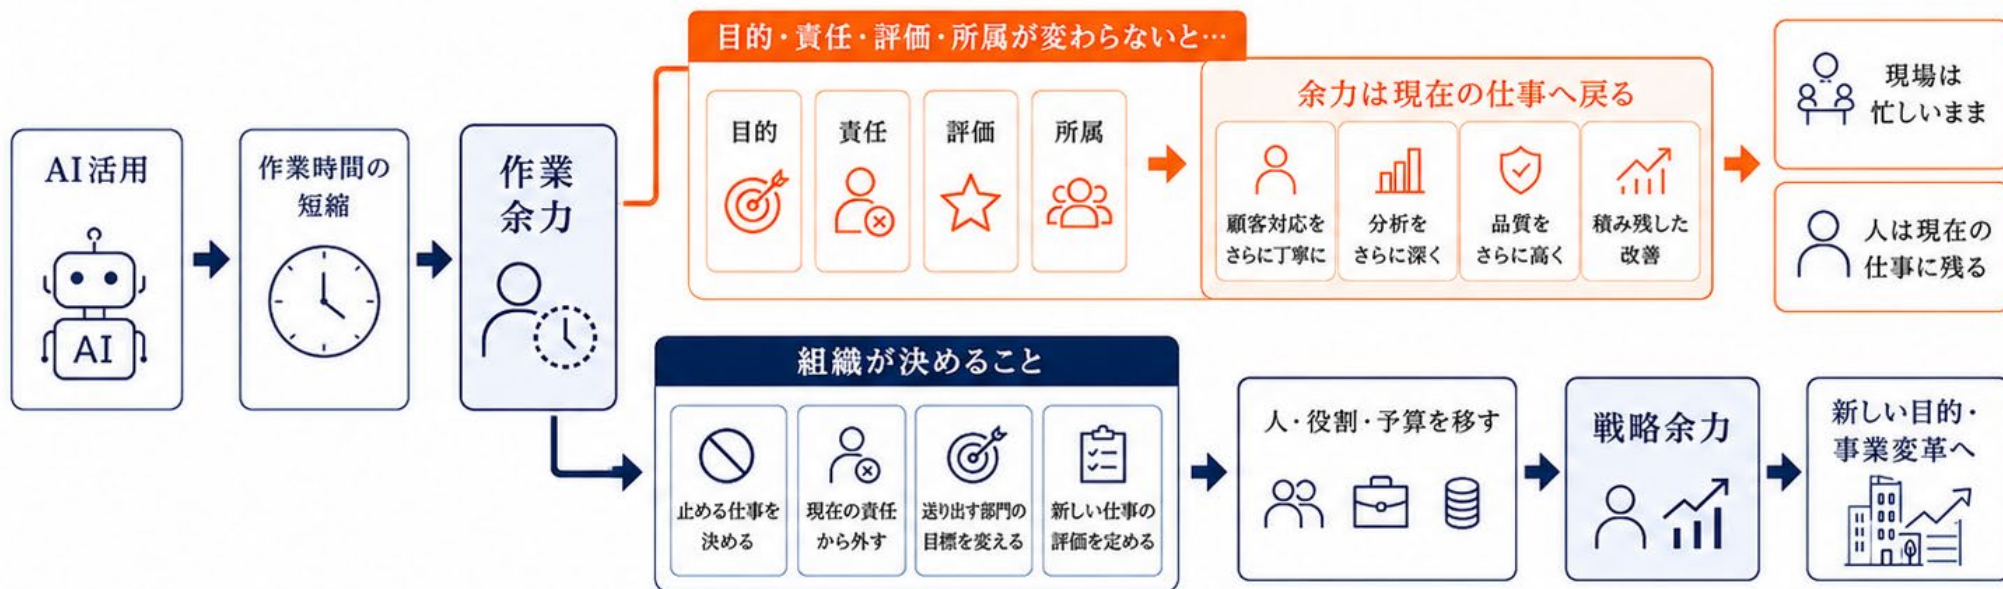 AI活用
AI
作業時間の
短縮
作業
余力
目的・責任・評価・所属が変わらないと…
目的
責任
評価
所属
余力は現在の仕事へ戻る
顧客対応を
さらに丁寧に
分析を
さらに深く
品質を
さらに高く
積み残した
改善
現場は
忙しいまま
人は現在の
仕事に残る
組織が決めること
止める仕事を
決める
現在の責任
から外す
送り出す部門の
目標を変える
新しい仕事の
評価を定める
人・役割・予算を移す
戦略余力
新しい目的・
事業変革へ